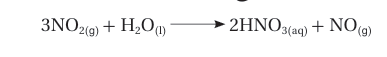 3NO₂₍g₎ + H₂O₍l₎ ⟶ 2HNO₃₍aq₎ + NO₍g₎